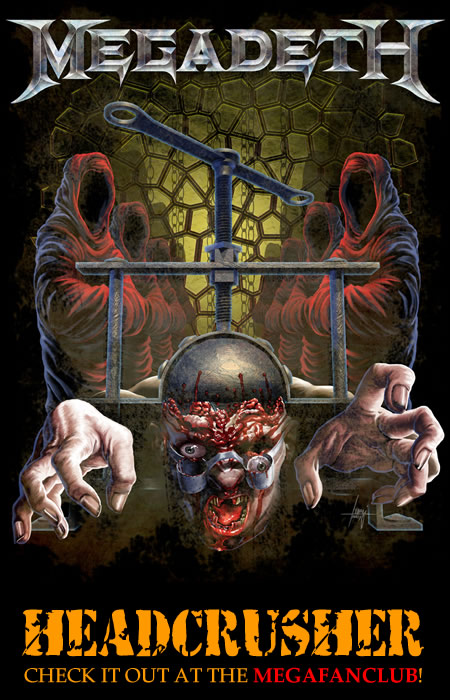 MEGADETH
HEADCRUSHER
CHECK IT OUT AT THE MEGAFANCLUB!